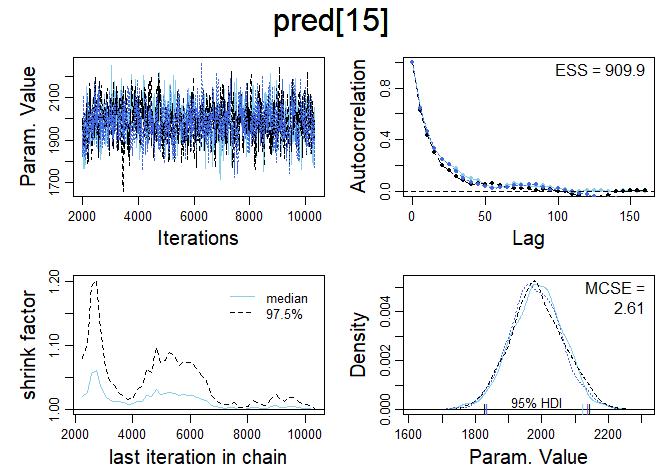 pred[15]
Param. Value
1700
1900
2100
2000
4000
6000
8000
10000
Iterations
Autocorrelation
0.0
0.4
0.8
ESS = 909.9
0
50
100
150
Lag
shrink factor
1.00
1.10
1.20
median
97.5%
2000
4000
6000
8000
10000
last iteration in chain
Density
0.000
0.002
0.004
MCSE =
2.61
95% HDI
1600
1800
2000
2200
Param. Value